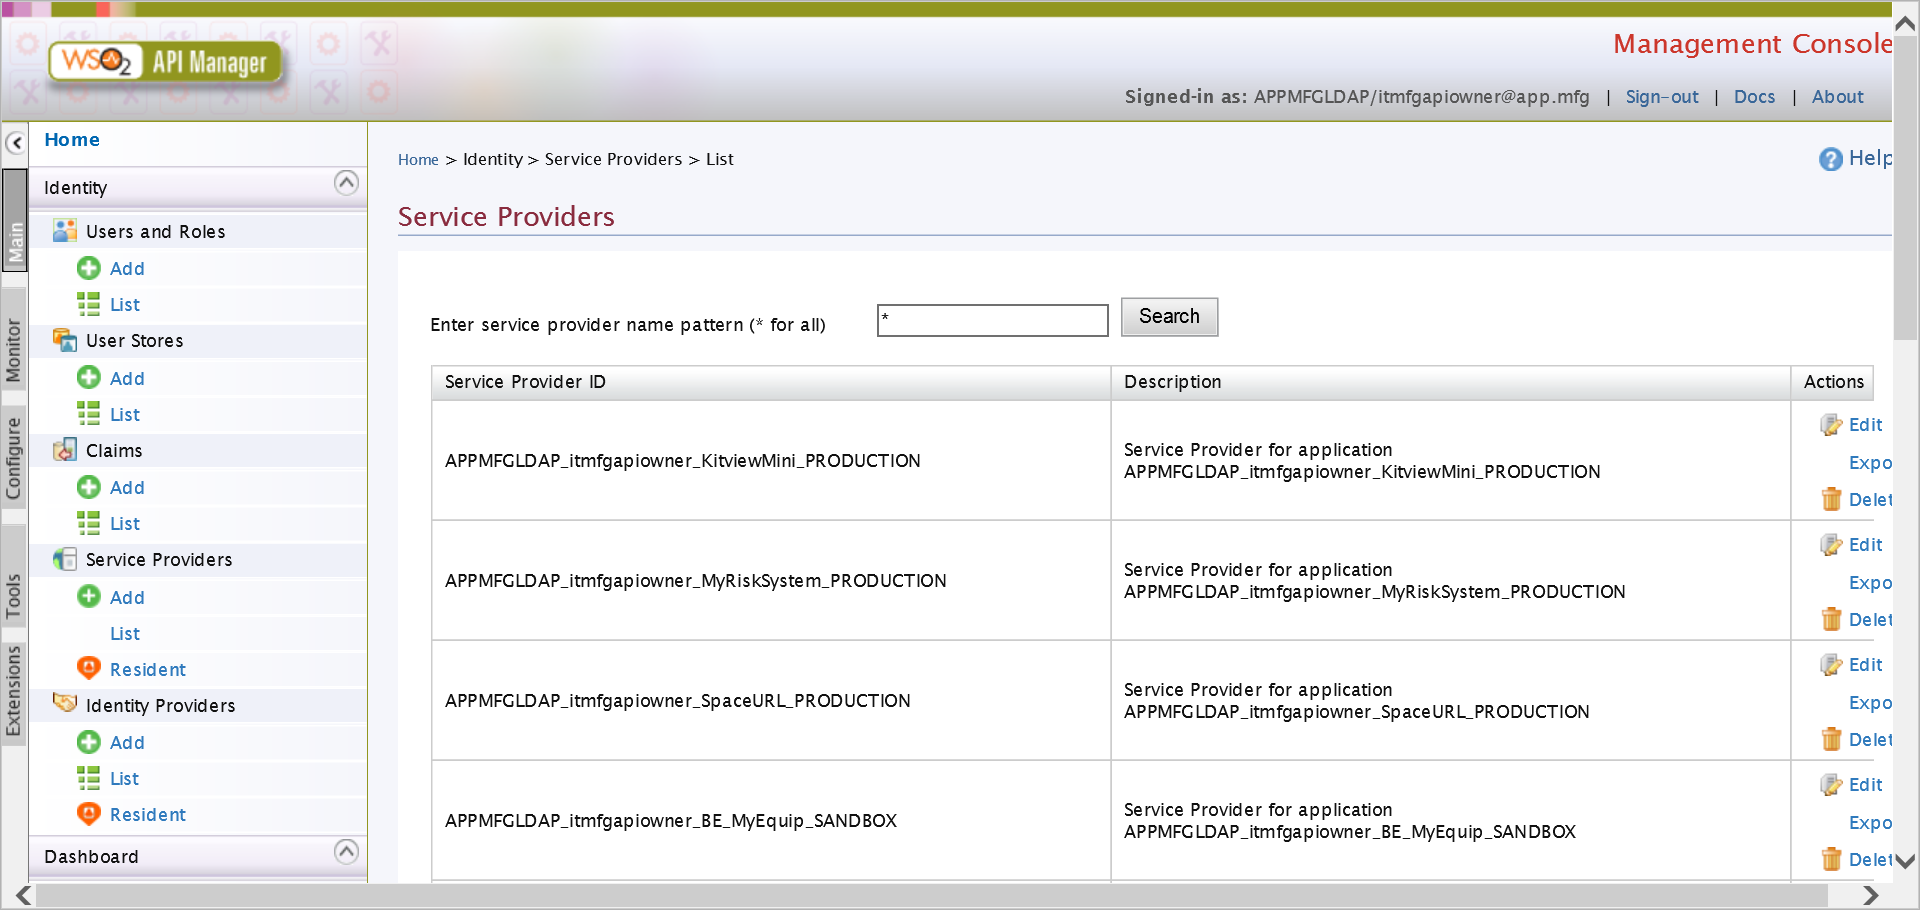 WSO2 API Manager
Management Console
Signed-in as: APPMFGLDAP/itmfgapiowner@app.mfg | Sign-out | Docs | About
Home
Identity
Users and Roles
Add
List
User Stores
Add
List
Claims
Add
List
Service Providers
Add
List
Resident
Identity Providers
Add
List
Resident
Dashboard
Main
Monitor
Configure
Tools
Extensions
Home > Identity > Service Providers > List
Help
Service Providers
Enter service provider name pattern (* for all) * Search
Service Provider ID Description Actions
APPMFGLDAP_itmfgapiowner_KitviewMini_PRODUCTION
Service Provider for application
APPMFGLDAP_itmfgapiowner_KitviewMini_PRODUCTION
Edit
Expo
Delet
APPMFGLDAP_itmfgapiowner_MyRiskSystem_PRODUCTION
Service Provider for application
APPMFGLDAP_itmfgapiowner_MyRiskSystem_PRODUCTION
Edit
Expo
Delet
APPMFGLDAP_itmfgapiowner_SpaceURL_PRODUCTION
Service Provider for application
APPMFGLDAP_itmfgapiowner_SpaceURL_PRODUCTION
Edit
Expo
Delet
APPMFGLDAP_itmfgapiowner_BE_MyEquip_SANDBOX
Service Provider for application
APPMFGLDAP_itmfgapiowner_BE_MyEquip_SANDBOX
Edit
Expo
Delet